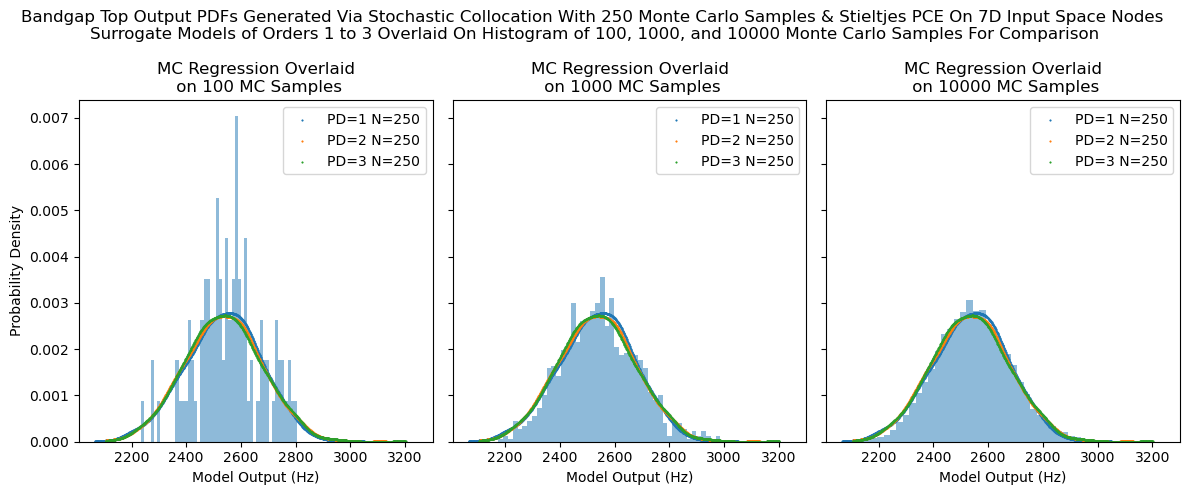 Bandgap Top Output PDFs Generated Via Stochastic Collocation With 250 Monte Carlo Samples & Stieltjes PCE On 7D Input Space Nodes
Surrogate Models of Orders 1 to 3 Overlaid On Histogram of 100, 1000, and 10000 Monte Carlo Samples For Comparison
MC Regression Overlaid
on 100 MC Samples
PD=1 N=250
PD=2 N=250
PD=3 N=250
0.007
0.006
0.005
0.004
0.003
0.002
0.001
0.000
Probability Density
2200 2400 2600 2800 3000 3200
Model Output (Hz)
MC Regression Overlaid
on 1000 MC Samples
PD=1 N=250
PD=2 N=250
PD=3 N=250
2200 2400 2600 2800 3000 3200
Model Output (Hz)
MC Regression Overlaid
on 10000 MC Samples
PD=1 N=250
PD=2 N=250
PD=3 N=250
2200 2400 2600 2800 3000 3200
Model Output (Hz)